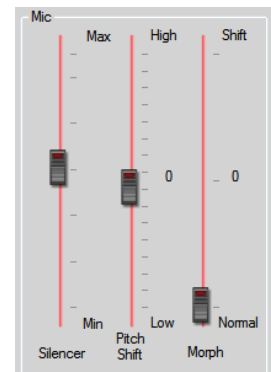 Mic
Max High Shift
0 0
Min Low Normal
Silencer Pitch Shift Morph